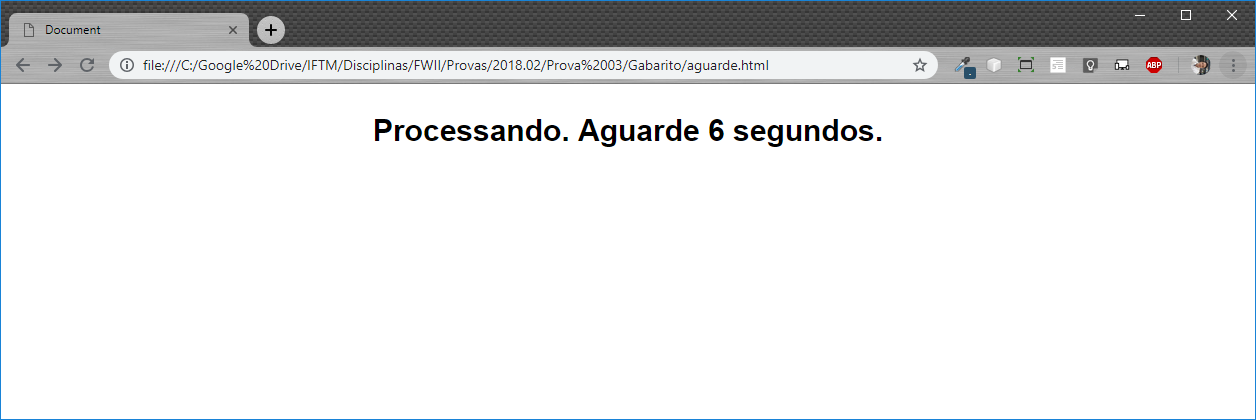 Document
file:///C:/Google%20Drive/IFTM/Disciplinas/FWII/Provas/2018.02/Prova%2003/Gabarito/aguarde.html
ABP
Processando. Aguarde 6 segundos.